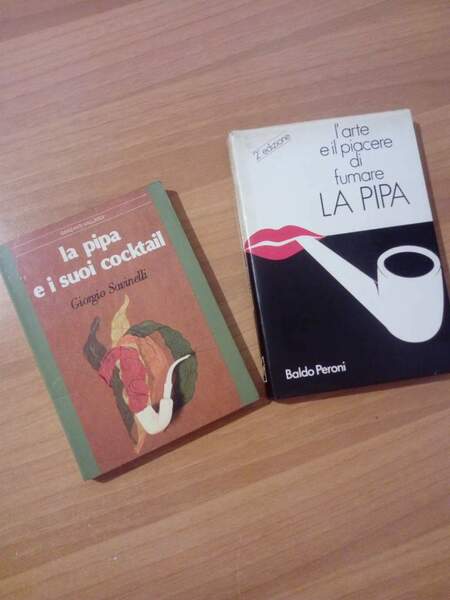 la pipa
e i suoi cocktail
Giorgio Savinelli
2ª edizione
l'arte
e il piacere
di
fumare
LA PIPA
Baldo Peroni